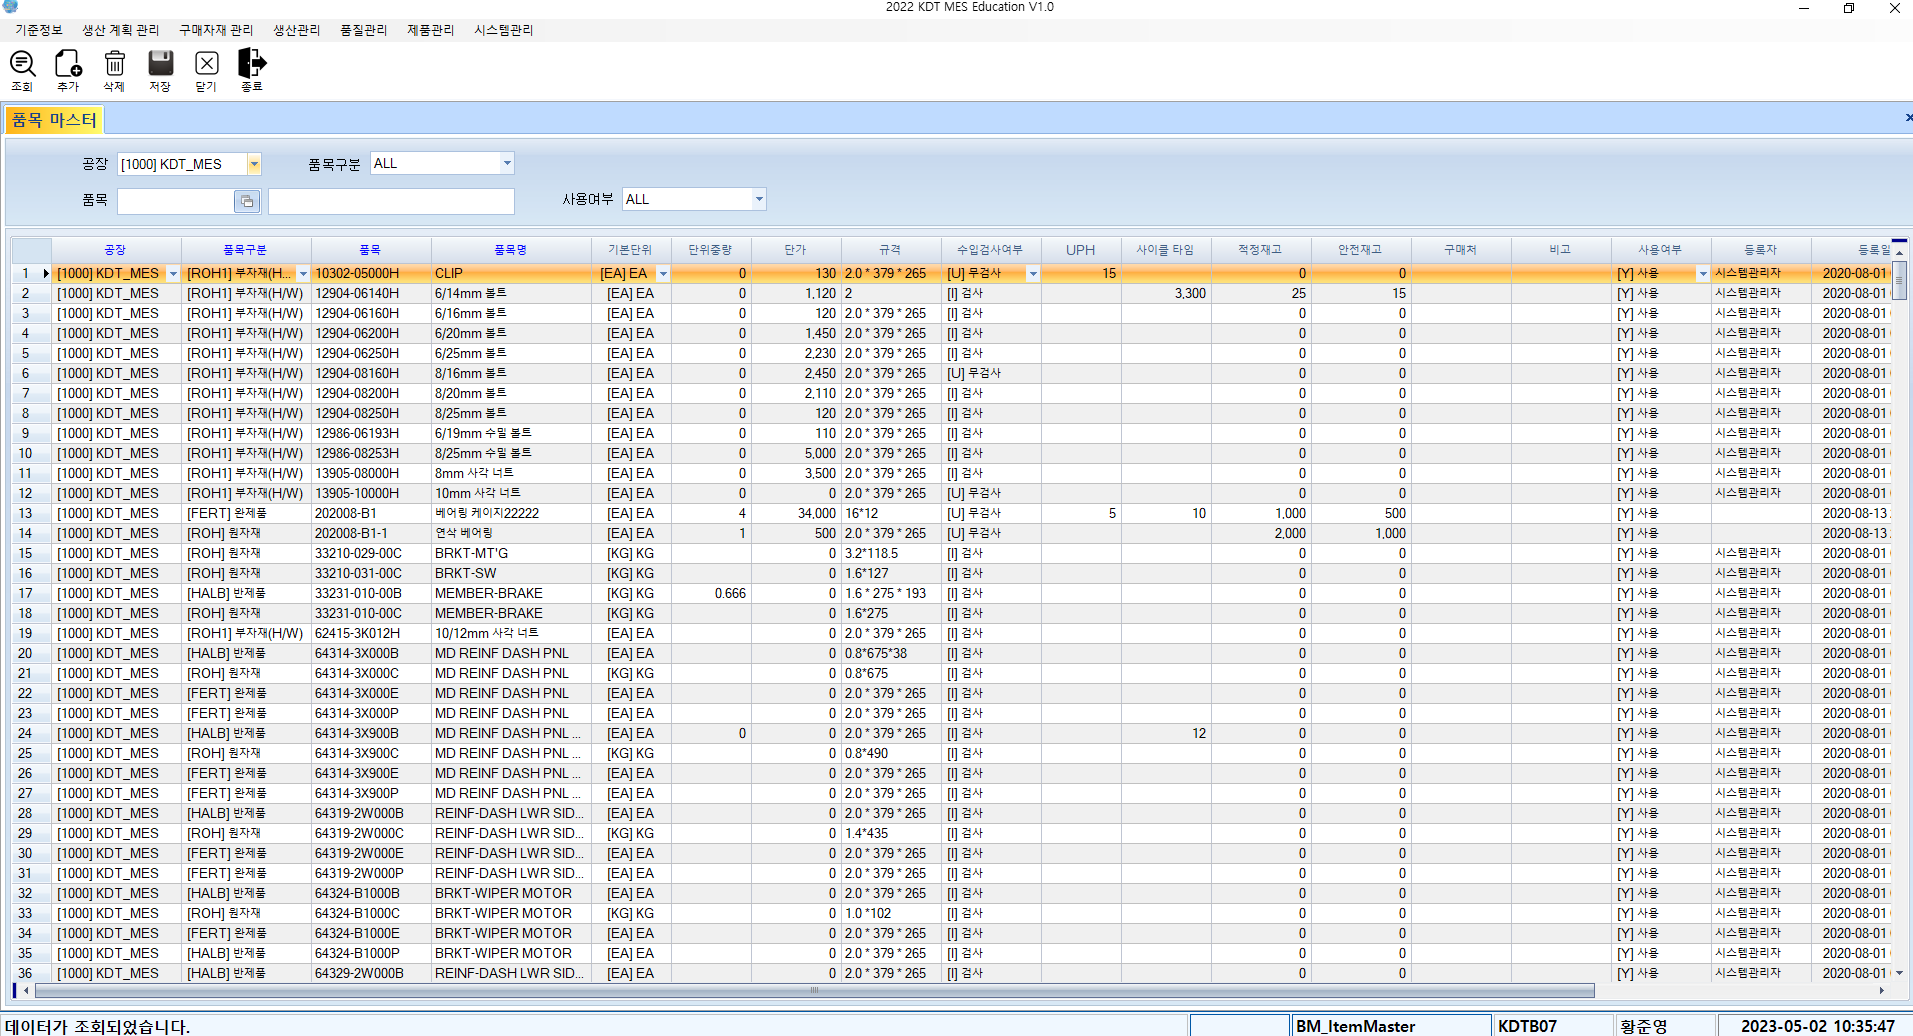 2022 KDT MES Education V1.0
기준정보 생산 계획 관리 구매자재 관리 생산관리 품질관리 제품관리 시스템관리
조회 추가 삭제 저장 닫기 종료
품목 마스터
공장 [1000] KDT_MES 품목구분 ALL
품목 사용여부 ALL
공장 품목구분 품목 품목명 기본단위 단위중량 단가 규격 수입검사여부 UPH 사이클 타임 적정재고 안전재고 구매처 비고 사용여부 등록자 등록일
1 [1000] KDT_MES [ROH1] 부자재(H... 10302-05000H CLIP [EA] EA 0 130 2.0 * 379 * 265 [U] 무검사 15 0 0 [Y] 사용 시스템관리자 2020-08-01
2 [1000] KDT_MES [ROH1] 부자재(H/W) 12904-06140H 6/14mm 볼트 [EA] EA 0 1,120 2 [I] 검사 3,300 25 15 [Y] 사용 시스템관리자 2020-08-01
3 [1000] KDT_MES [ROH1] 부자재(H/W) 12904-06160H 6/16mm 볼트 [EA] EA 0 120 2.0 * 379 * 265 [I] 검사 0 0 [Y] 사용 시스템관리자 2020-08-01
4 [1000] KDT_MES [ROH1] 부자재(H/W) 12904-06200H 6/20mm 볼트 [EA] EA 0 1,450 2.0 * 379 * 265 [I] 검사 0 0 [Y] 사용 시스템관리자 2020-08-01
5 [1000] KDT_MES [ROH1] 부자재(H/W) 12904-06250H 6/25mm 볼트 [EA] EA 0 2,230 2.0 * 379 * 265 [I] 검사 0 0 [Y] 사용 시스템관리자 2020-08-01
6 [1000] KDT_MES [ROH1] 부자재(H/W) 12904-08160H 8/16mm 볼트 [EA] EA 0 2,450 2.0 * 379 * 265 [U] 무검사 0 0 [Y] 사용 시스템관리자 2020-08-01
7 [1000] KDT_MES [ROH1] 부자재(H/W) 12904-08200H 8/20mm 볼트 [EA] EA 0 2,110 2.0 * 379 * 265 [I] 검사 0 0 [Y] 사용 시스템관리자 2020-08-01
8 [1000] KDT_MES [ROH1] 부자재(H/W) 12904-08250H 8/25mm 볼트 [EA] EA 0 120 2.0 * 379 * 265 [I] 검사 0 0 [Y] 사용 시스템관리자 2020-08-01
9 [1000] KDT_MES [ROH1] 부자재(H/W) 12986-06193H 6/19mm 수밀 볼트 [EA] EA 0 110 2.0 * 379 * 265 [I] 검사 0 0 [Y] 사용 시스템관리자 2020-08-01
10 [1000] KDT_MES [ROH1] 부자재(H/W) 12986-08253H 8/25mm 수밀 볼트 [EA] EA 0 5,000 2.0 * 379 * 265 [I] 검사 0 0 [Y] 사용 시스템관리자 2020-08-01
11 [1000] KDT_MES [ROH1] 부자재(H/W) 13905-08000H 8mm 사각 너트 [EA] EA 0 3,500 2.0 * 379 * 265 [I] 검사 0 0 [Y] 사용 시스템관리자 2020-08-01
12 [1000] KDT_MES [ROH1] 부자재(H/W) 13905-10000H 10mm 사각 너트 [EA] EA 0 0 2.0 * 379 * 265 [U] 무검사 0 0 [Y] 사용 시스템관리자 2020-08-01
13 [1000] KDT_MES [FERT] 완제품 202008-B1 베어링 케이지22222 [EA] EA 4 34,000 16*12 [U] 무검사 5 10 1,000 500 [Y] 사용 2020-08-13
14 [1000] KDT_MES [ROH] 원자재 202008-B1-1 연삭 베어링 [EA] EA 1 500 2.0 * 379 * 265 [U] 무검사 2,000 1,000 [Y] 사용 2020-08-13
15 [1000] KDT_MES [ROH] 원자재 33210-029-00C BRKT-MT'G [KG] KG 0 3.2*118.5 [I] 검사 0 0 [Y] 사용 시스템관리자 2020-08-01
16 [1000] KDT_MES [ROH] 원자재 33210-031-00C BRKT-SW [KG] KG 0 1.6*127 [I] 검사 0 0 [Y] 사용 시스템관리자 2020-08-01
17 [1000] KDT_MES [HALB] 반제품 33231-010-00B MEMBER-BRAKE [KG] KG 0.666 0 1.6 * 275 * 193 [I] 검사 0 0 [Y] 사용 시스템관리자 2020-08-01
18 [1000] KDT_MES [ROH] 원자재 33231-010-00C MEMBER-BRAKE [KG] KG 0 1.6*275 [I] 검사 0 0 [Y] 사용 시스템관리자 2020-08-01
19 [1000] KDT_MES [ROH1] 부자재(H/W) 62415-3K012H 10/12mm 사각 너트 [EA] EA 0 2.0 * 379 * 265 [I] 검사 0 0 [Y] 사용 시스템관리자 2020-08-01
20 [1000] KDT_MES [HALB] 반제품 64314-3X000B MD REINF DASH PNL [EA] EA 0 0.8*675*38 [I] 검사 0 0 [Y] 사용 시스템관리자 2020-08-01
21 [1000] KDT_MES [ROH] 원자재 64314-3X000C MD REINF DASH PNL [KG] KG 0 0.8*675 [I] 검사 0 0 [Y] 사용 시스템관리자 2020-08-01
22 [1000] KDT_MES [FERT] 완제품 64314-3X000E MD REINF DASH PNL [EA] EA 0 2.0 * 379 * 265 [I] 검사 0 0 [Y] 사용 시스템관리자 2020-08-01
23 [1000] KDT_MES [FERT] 완제품 64314-3X000P MD REINF DASH PNL [EA] EA 0 2.0 * 379 * 265 [I] 검사 0 0 [Y] 사용 시스템관리자 2020-08-01
24 [1000] KDT_MES [HALB] 반제품 64314-3X900B MD REINF DASH PNL ... [EA] EA 0 0 2.0 * 379 * 265 [I] 검사 12 0 0 [Y] 사용 시스템관리자 2020-08-01
25 [1000] KDT_MES [ROH] 원자재 64314-3X900C MD REINF DASH PNL ... [KG] KG 0 0.8*490 [I] 검사 0 0 [Y] 사용 시스템관리자 2020-08-01
26 [1000] KDT_MES [FERT] 완제품 64314-3X900E MD REINF DASH PNL ... [EA] EA 0 2.0 * 379 * 265 [I] 검사 0 0 [Y] 사용 시스템관리자 2020-08-01
27 [1000] KDT_MES [FERT] 완제품 64314-3X900P MD REINF DASH PNL ... [EA] EA 0 2.0 * 379 * 265 [I] 검사 0 0 [Y] 사용 시스템관리자 2020-08-01
28 [1000] KDT_MES [HALB] 반제품 64319-2W000B REINF-DASH LWR SID... [EA] EA 0 2.0 * 379 * 265 [I] 검사 0 0 [Y] 사용 시스템관리자 2020-08-01
29 [1000] KDT_MES [ROH] 원자재 64319-2W000C REINF-DASH LWR SID... [KG] KG 0 1.4*435 [I] 검사 0 0 [Y] 사용 시스템관리자 2020-08-01
30 [1000] KDT_MES [FERT] 완제품 64319-2W000E REINF-DASH LWR SID... [EA] EA 0 2.0 * 379 * 265 [I] 검사 0 0 [Y] 사용 시스템관리자 2020-08-01
31 [1000] KDT_MES [FERT] 완제품 64319-2W000P REINF-DASH LWR SID... [EA] EA 0 2.0 * 379 * 265 [I] 검사 0 0 [Y] 사용 시스템관리자 2020-08-01
32 [1000] KDT_MES [HALB] 반제품 64324-B1000B BRKT-WIPER MOTOR [EA] EA 0 2.0 * 379 * 265 [I] 검사 0 0 [Y] 사용 시스템관리자 2020-08-01
33 [1000] KDT_MES [ROH] 원자재 64324-B1000C BRKT-WIPER MOTOR [KG] KG 0 1.0 *102 [I] 검사 0 0 [Y] 사용 시스템관리자 2020-08-01
34 [1000] KDT_MES [FERT] 완제품 64324-B1000E BRKT-WIPER MOTOR [EA] EA 0 2.0 * 379 * 265 [I] 검사 0 0 [Y] 사용 시스템관리자 2020-08-01
35 [1000] KDT_MES [HALB] 반제품 64324-B1000P BRKT-WIPER MOTOR [EA] EA 0 2.0 * 379 * 265 [I] 검사 0 0 [Y] 사용 시스템관리자 2020-08-01
36 [1000] KDT_MES [HALB] 반제품 64329-2W000B REINF-DASH LWR SID... [EA] EA 0 2.0 * 379 * 265 [I] 검사 0 0 [Y] 사용 시스템관리자 2020-08-01
데이터가 조회되었습니다. BM_ItemMaster KDTB07 황준영 2023-05-02 10:35:47